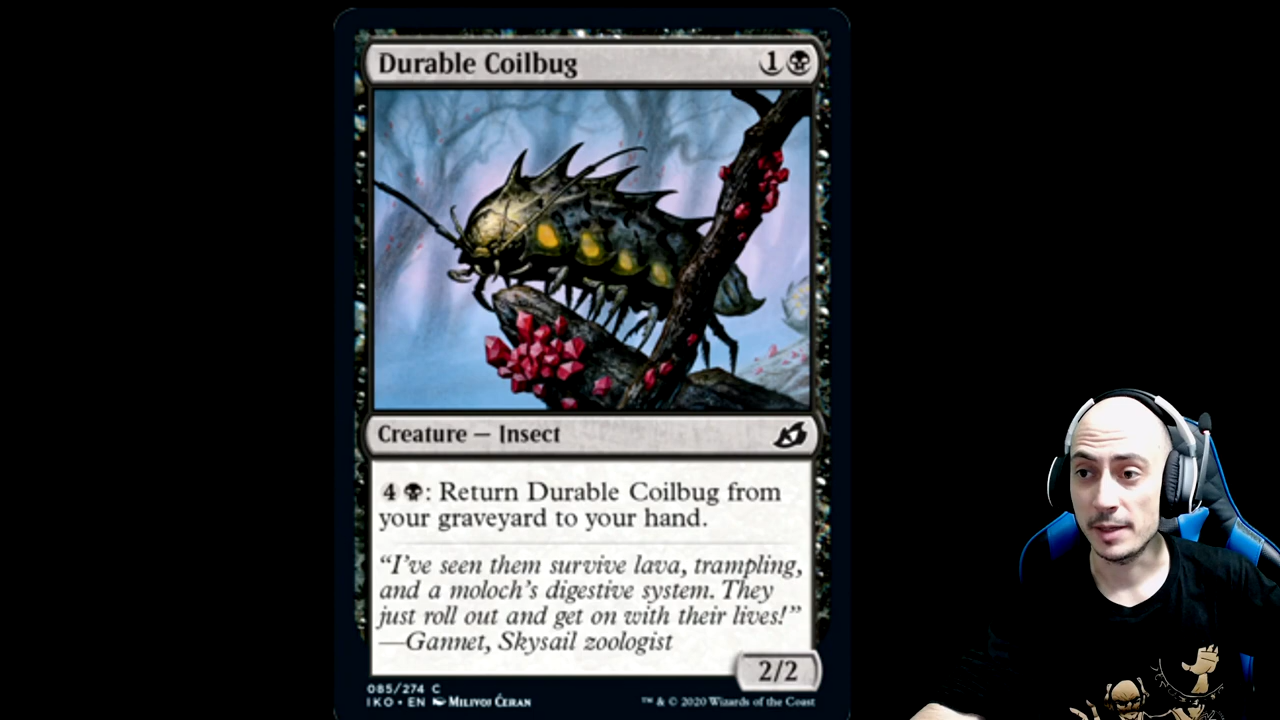 Durable Coilbug 1
Creature — Insect
4 : Return Durable Coilbug from
your graveyard to your hand.
“I’ve seen them survive lava, trampling,
and a moloch’s digestive system. They
just roll out and get on with their lives!”
—Gannet, Skysail zoologist
2/2
085/274 C
IKO • EN Milivoj Ćeran
™ & © 2020 Wizards of the Coast